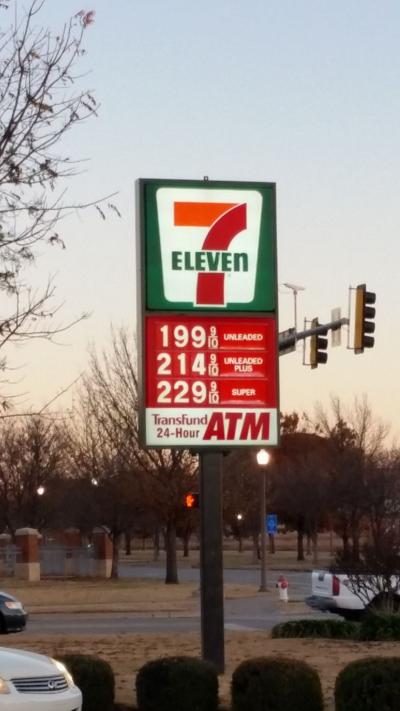 7
ELEVEn
199 9/10 UNLEADED
214 9/10 UNLEADED PLUS
229 9/10 SUPER
Transfund
24-Hour ATM